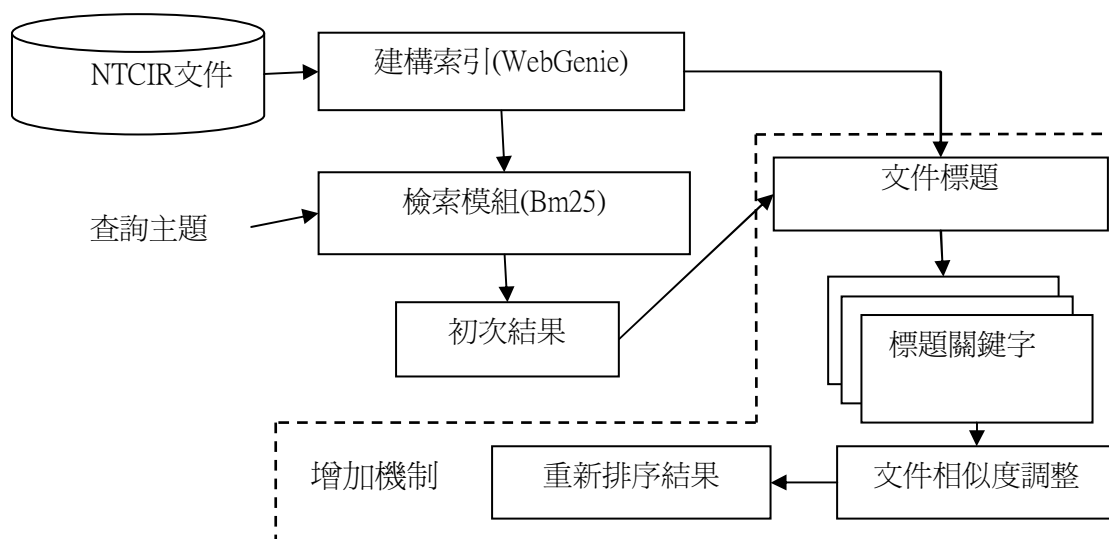 NTCIR文件
建構索引(WebGenie)
檢索模組(Bm25)
查詢主題
初次結果
文件標題
標題關鍵字
文件相似度調整
重新排序結果
增加機制